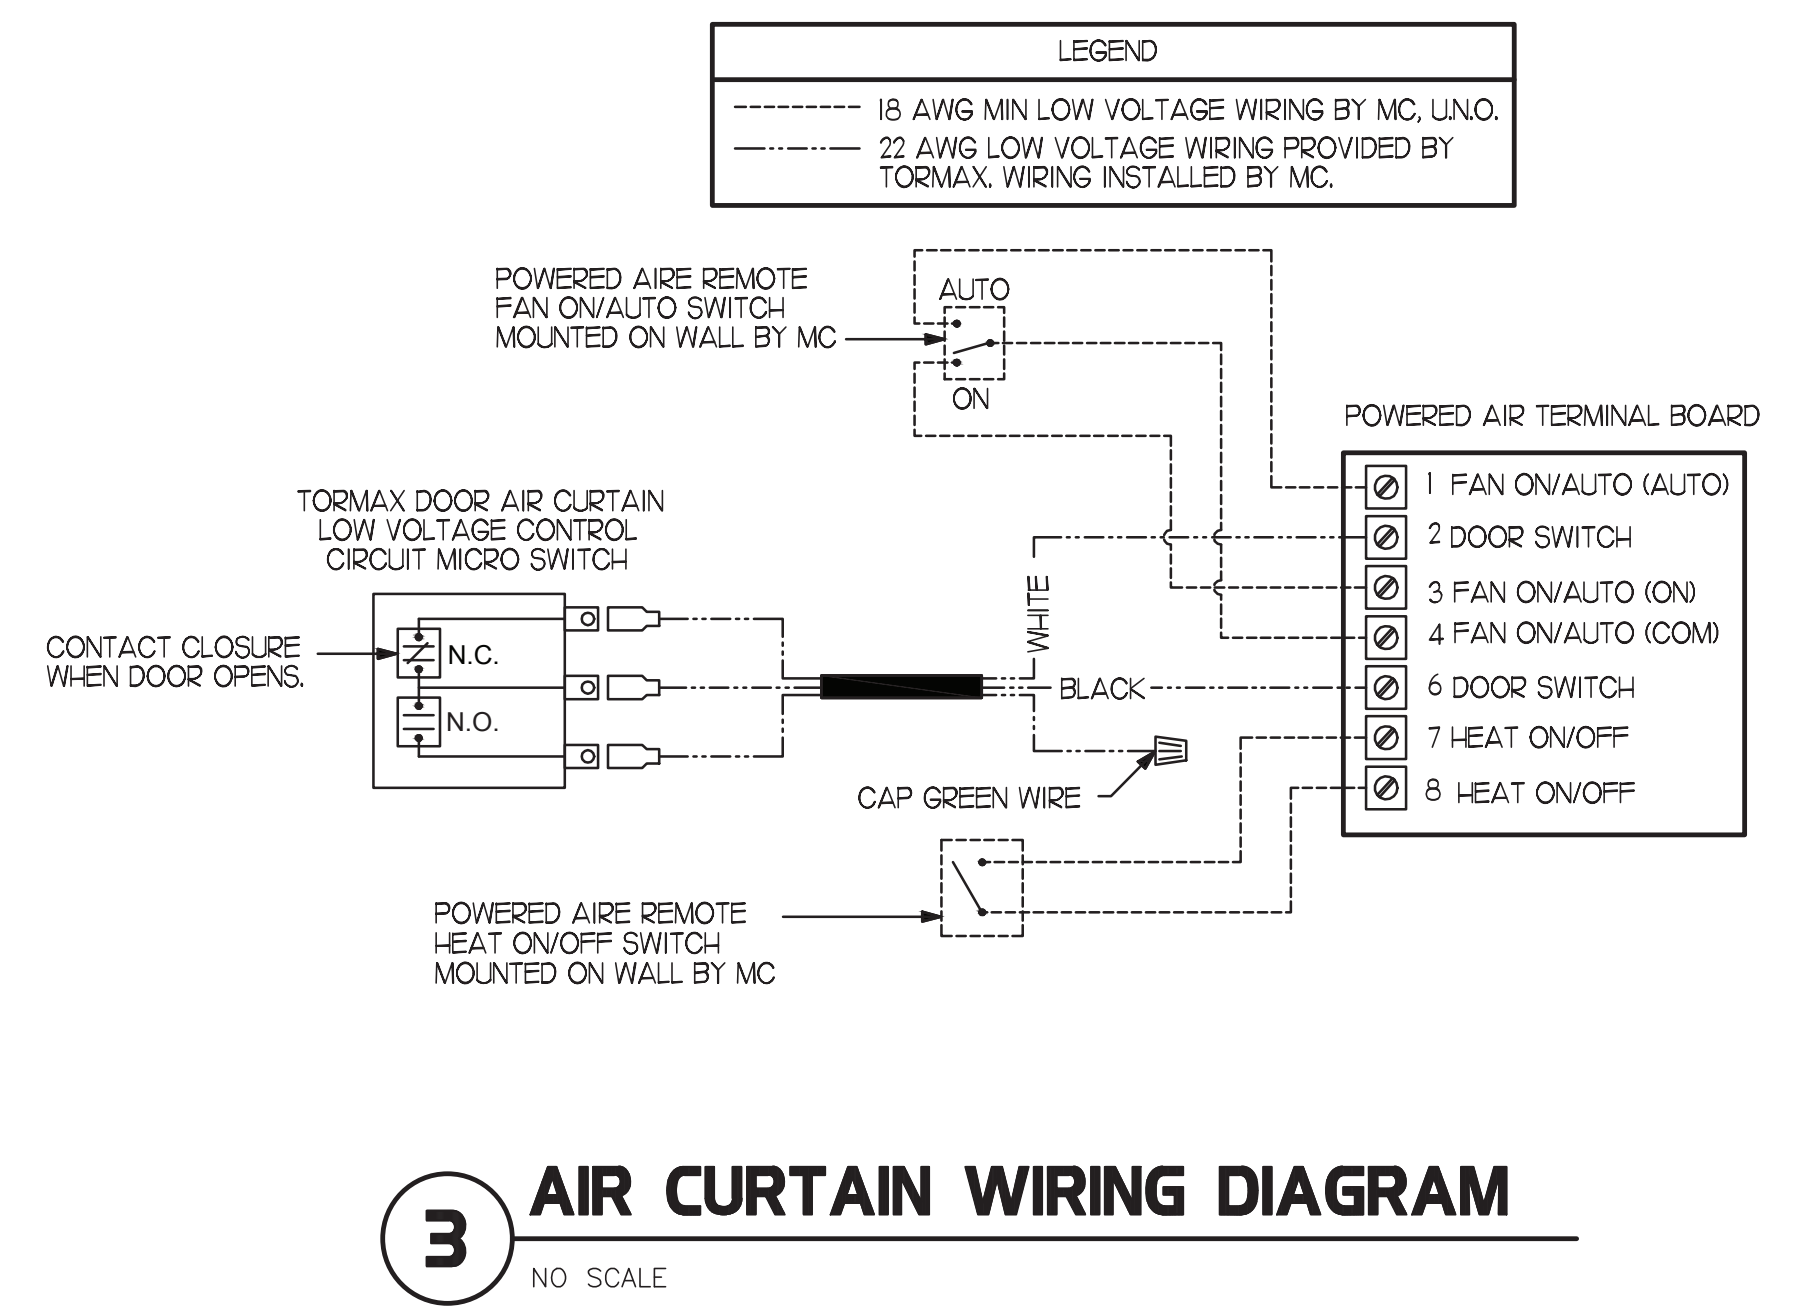 LEGEND
18 AWG MIN LOW VOLTAGE WIRING BY MC, U.N.O.
22 AWG LOW VOLTAGE WIRING PROVIDED BY
TORMAX. WIRING INSTALLED BY MC.
POWERED AIRE REMOTE
FAN ON/AUTO SWITCH
MOUNTED ON WALL BY MC
AUTO
ON
POWERED AIR TERMINAL BOARD
1 FAN ON/AUTO (AUTO)
2 DOOR SWITCH
3 FAN ON/AUTO (ON)
4 FAN ON/AUTO (COM)
6 DOOR SWITCH
7 HEAT ON/OFF
8 HEAT ON/OFF
TORMAX DOOR AIR CURTAIN
LOW VOLTAGE CONTROL
CIRCUIT MICRO SWITCH
CONTACT CLOSURE
WHEN DOOR OPENS.
N.C.
N.O.
WHITE
BLACK
CAP GREEN WIRE
POWERED AIRE REMOTE
HEAT ON/OFF SWITCH
MOUNTED ON WALL BY MC
3
AIR CURTAIN WIRING DIAGRAM
NO SCALE